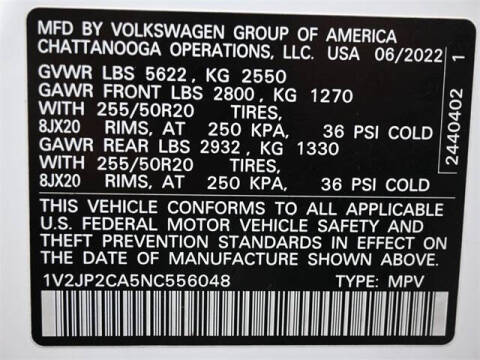 MFD BY VOLKSWAGEN GROUP OF AMERICA
CHATTANOOGA OPERATIONS, LLC. USA 06/2022
GVWR LBS 5622, KG 2550
GAWR FRONT LBS 2800, KG 1270
WITH 255/50R20 TIRES,
8JX20 RIMS, AT 250 KPA, 36 PSI COLD
GAWR REAR LBS 2932, KG 1330
WITH 255/50R20 TIRES,
8JX20 RIMS, AT 250 KPA, 36 PSI COLD
THIS VEHICLE CONFORMS TO ALL APPLICABLE
U.S. FEDERAL MOTOR VEHICLE SAFETY AND
THEFT PREVENTION STANDARDS IN EFFECT ON
THE DATE OF MANUFACTURE SHOWN ABOVE.
1V2JP2CA5NC556048 TYPE: MPV
2440402 1